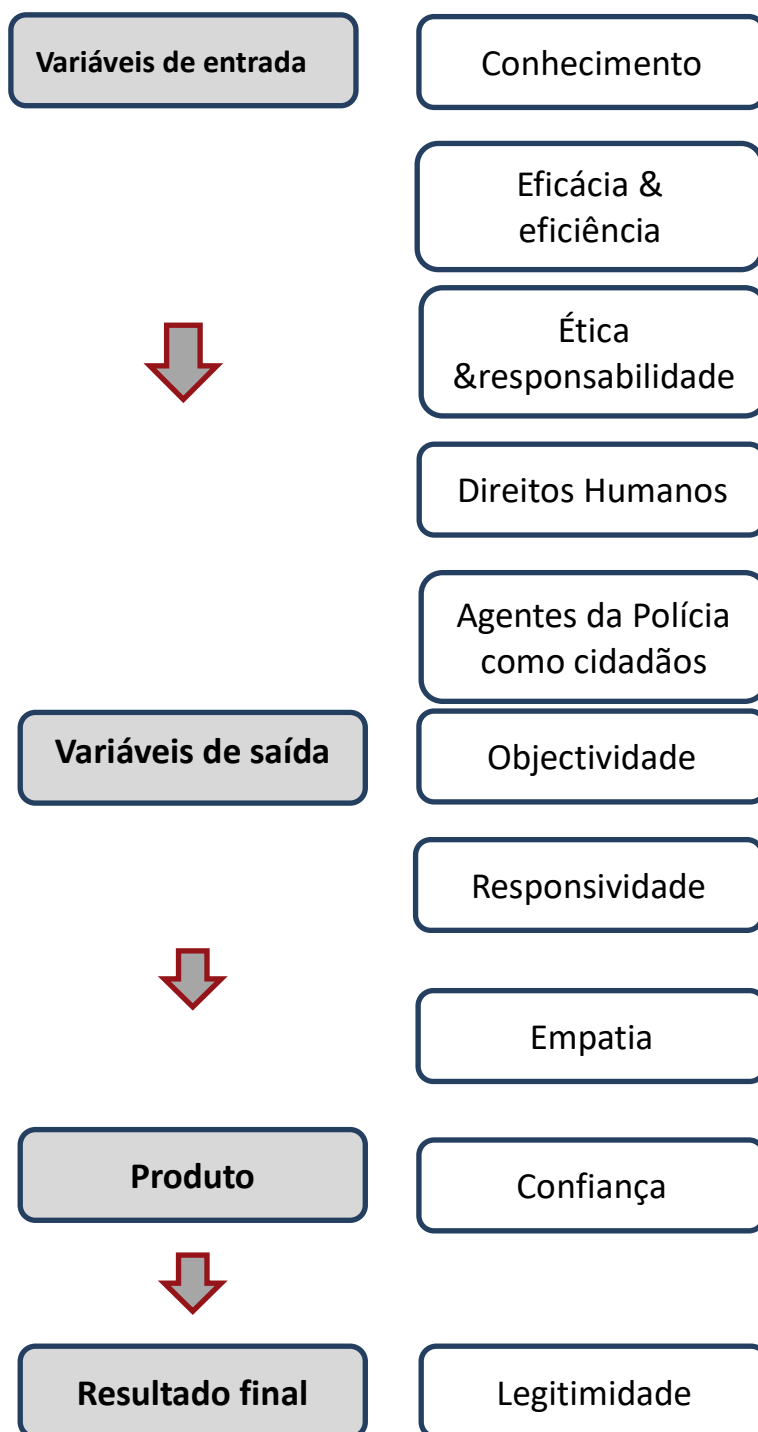 Variáveis de entrada
Conhecimento
Eficácia &
eficiência
Ética
&responsabilidade
Direitos Humanos
Agentes da Polícia
como cidadãos
Variáveis de saída
Objectividade
Responsividade
Empatia
Produto
Confiança
Resultado final
Legitimidade